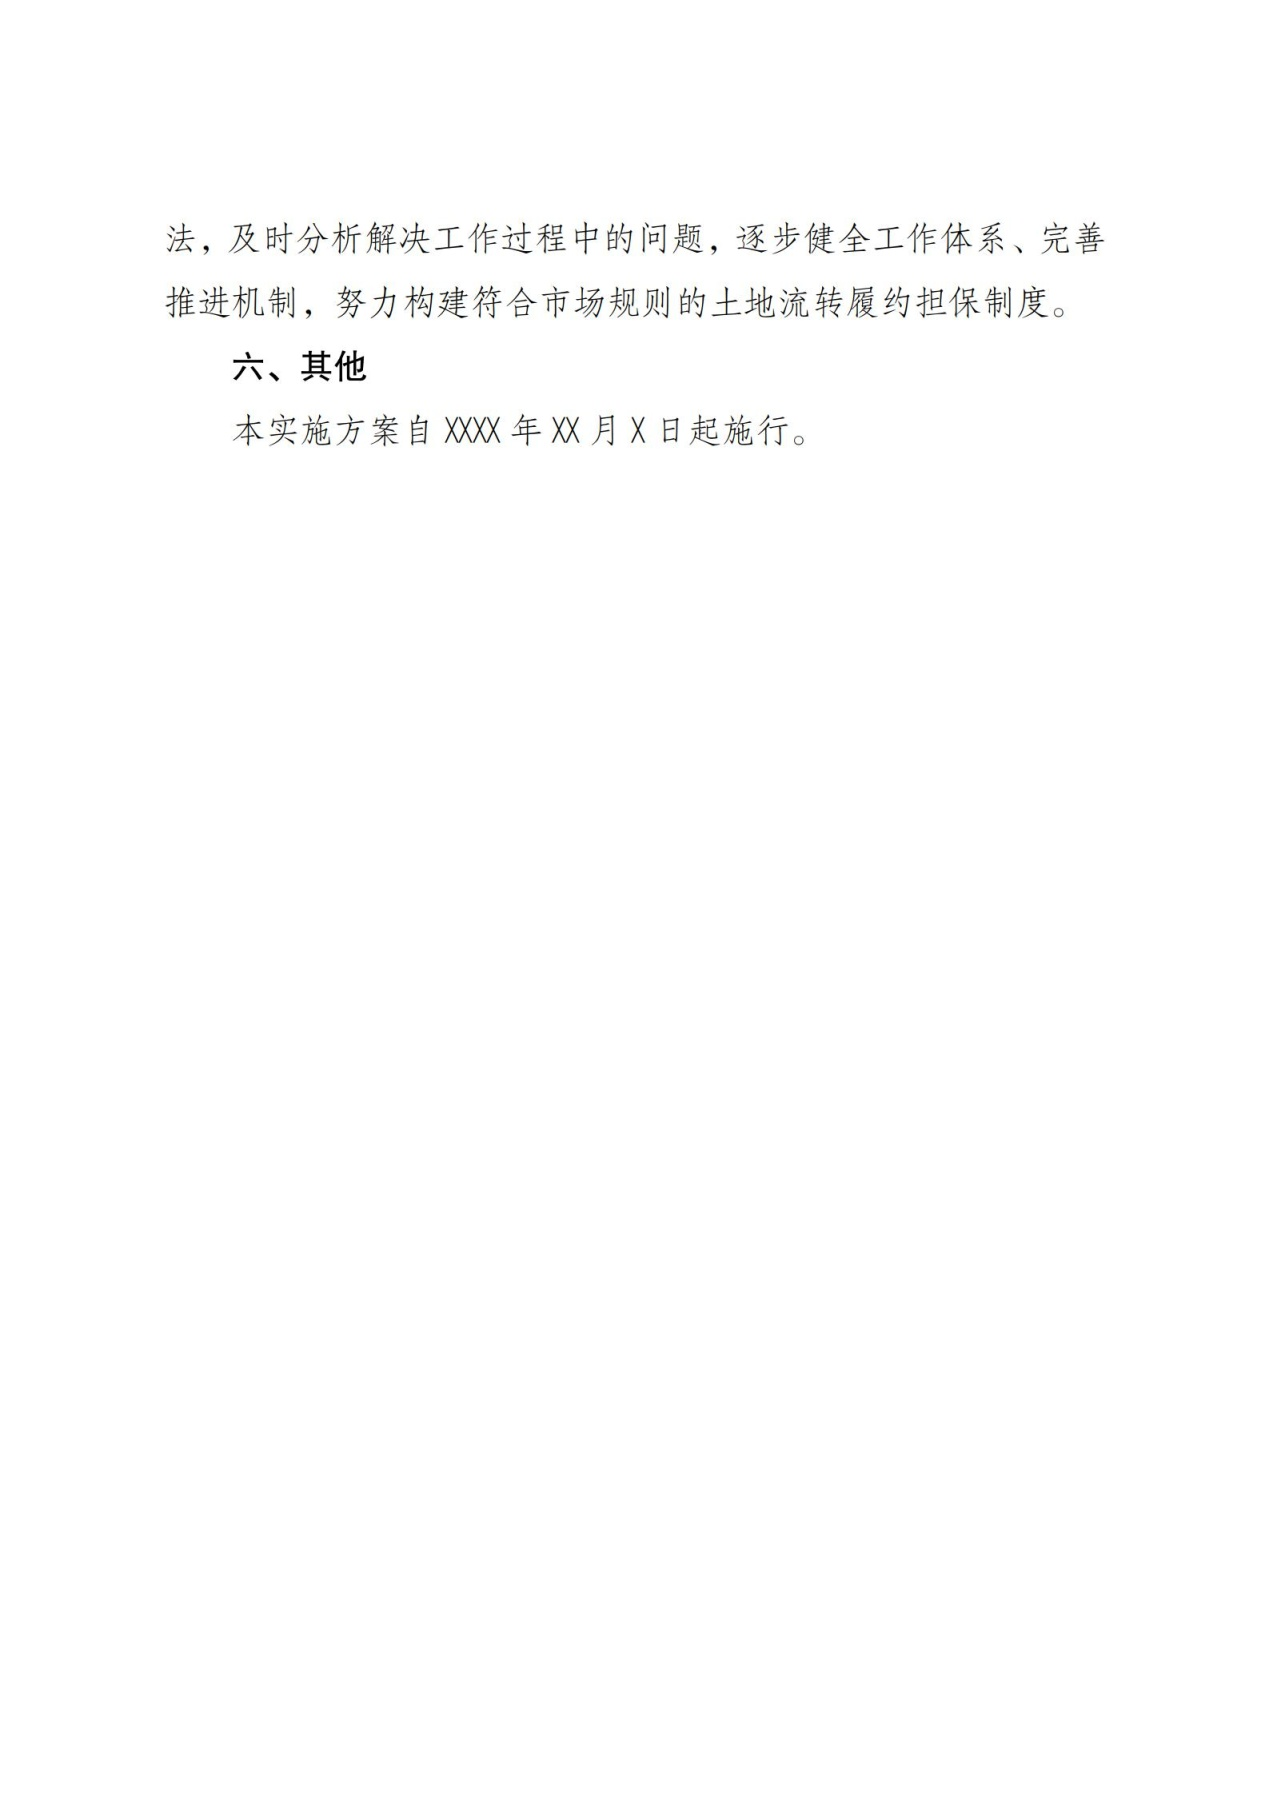 法，及时分析解决工作过程中的问题，逐步健全工作体系、完善
推进机制，努力构建符合市场规则的土地流转履约担保制度。
六、其他
本实施方案自 XXXX 年 XX 月 X 日起施行。